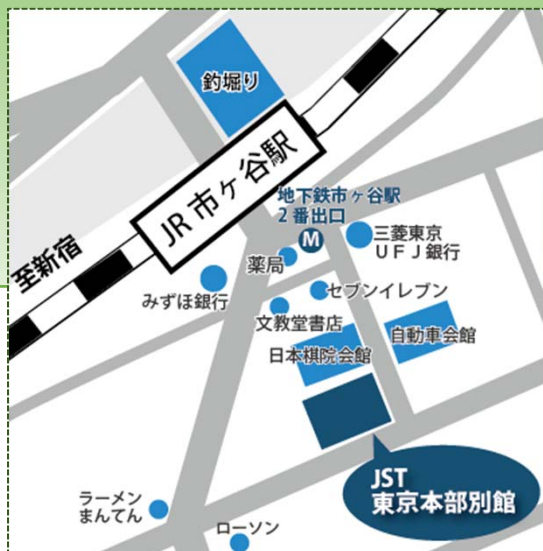 釣堀り
JR 市ヶ谷駅
至新宿
地下鉄市ヶ谷駅
2番出口
M
三菱東京
ＵＦＪ銀行
薬局
みずほ銀行
セブンイレブン
文教堂書店
日本棋院会館
自動車会館
JST
東京本部別館
ラーメン
まんてん
ローソン